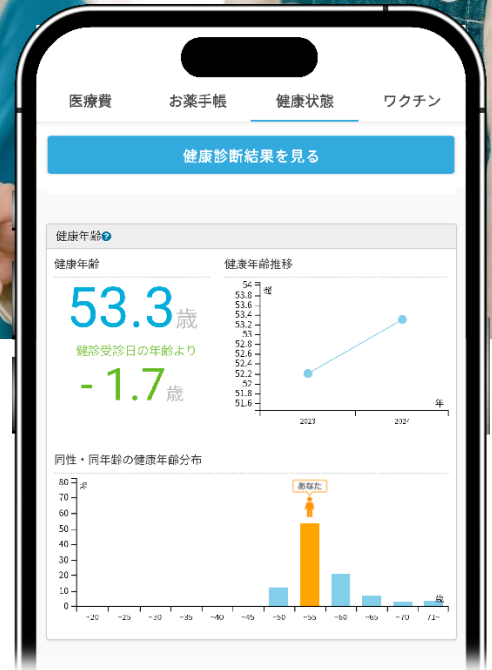 医療費 お薬手帳 健康状態 ワクチン
健康診断結果を見る
健康年齢
健康年齢
53.3歳
健診受診日の年齢より
- 1.7歳
健康年齢推移
54 歳
53.8
53.6
53.4
53.2
53
52.8
52.6
52.4
52.2
52
51.8
51.6 年
2023 2024
同性・同年齢の健康年齢分布
80 %
70
60
50
40
30
20
10
0 歳
あなた
~20 ~25 ~30 ~35 ~40 ~45 ~50 ~55 ~60 ~65 ~70 71~